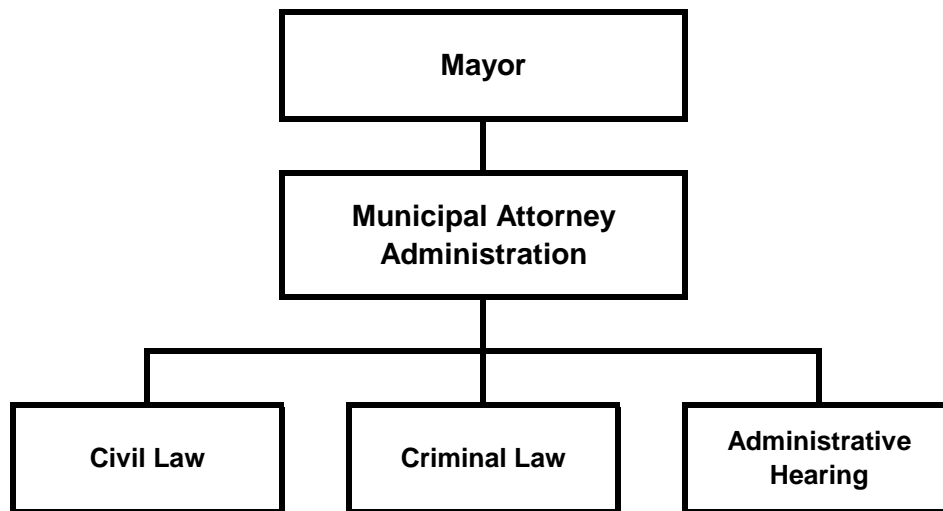 Mayor
Municipal Attorney
Administration
Civil Law
Criminal Law
Administrative
Hearing